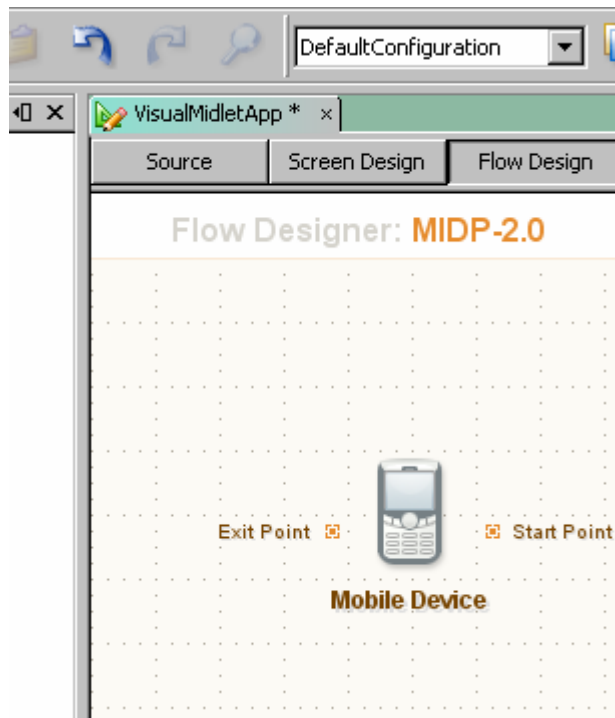 DefaultConfiguration
VisualMidletApp *
Source Screen Design Flow Design
Flow Designer: MIDP-2.0
Exit Point Start Point
Mobile Device